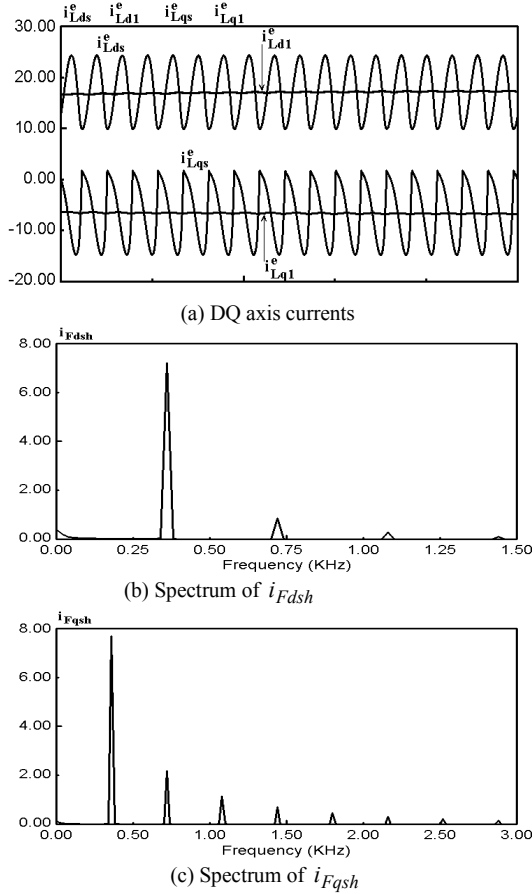 i^e_Lds i^e_Ld1 i^e_Lqs i^e_Lq1
30.00
i^e_Lds
i^e_Ld1
20.00
10.00
i^e_Lqs
0.00
-10.00
i^e_Lq1
-20.00
(a) DQ axis currents
i_Fdsh
8.00
6.00
4.00
2.00
0.00
0.00 0.25 0.50 0.75 1.00 1.25 1.50
Frequency (KHz)
(b) Spectrum of i_Fdsh
i_Fqsh
8.00
6.00
4.00
2.00
0.00
0.00 0.50 1.00 1.50 2.00 2.50 3.00
Frequency (KHz)
(c) Spectrum of i_Fqsh